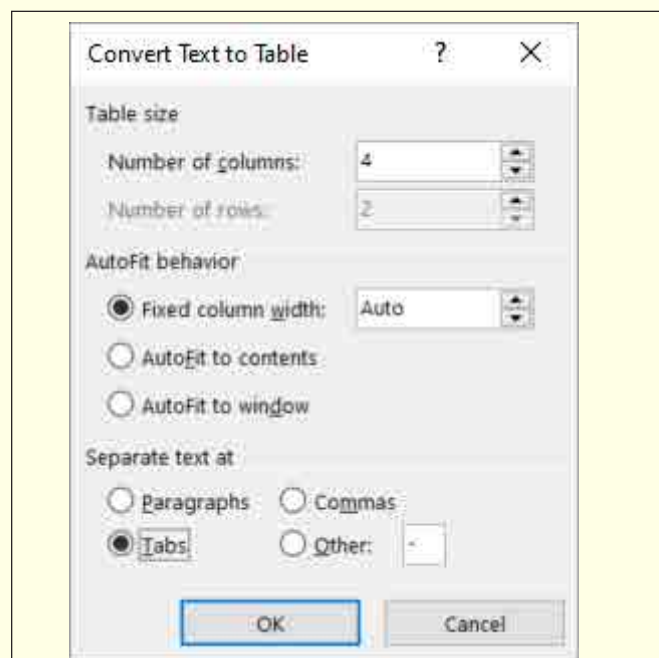 Convert Text to Table ?
Table size
Number of columns: 4
Number of rows: 2
AutoFit behavior
Fixed column width: Auto
AutoFit to contents
AutoFit to window
Separate text at
Paragraphs Commas
Tabs Other: -
OK Cancel